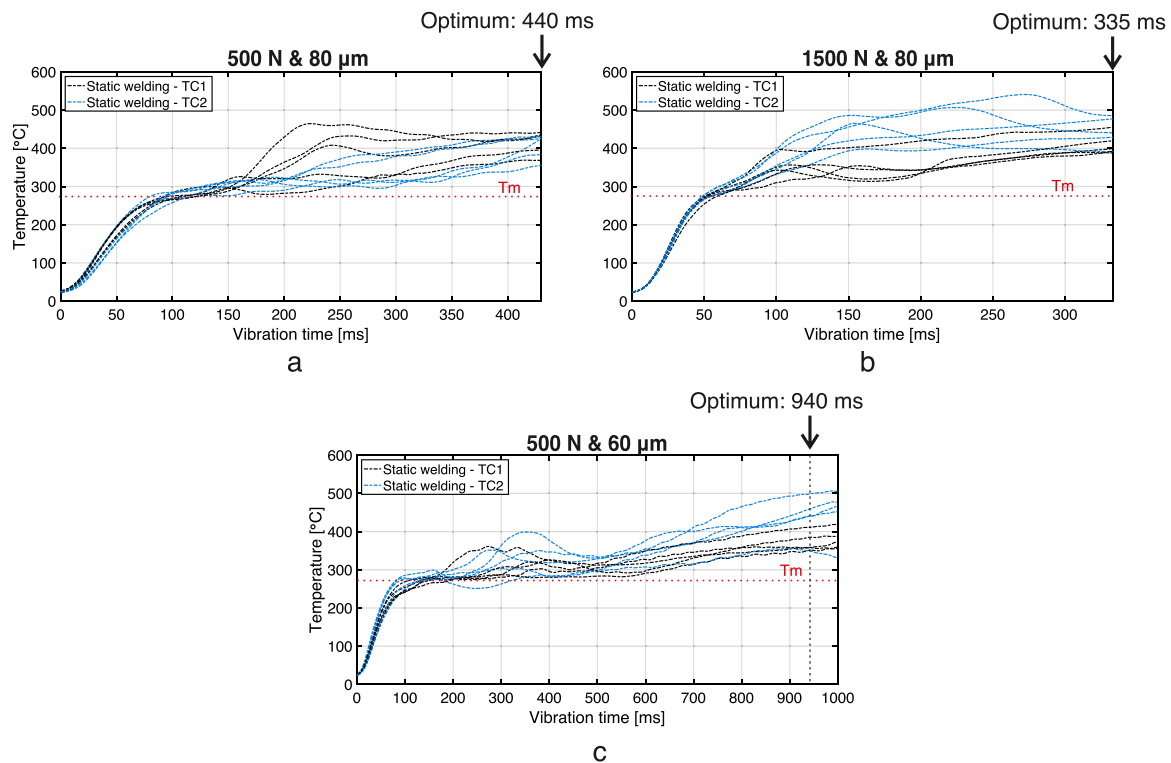 Optimum: 440 ms
500 N & 80 µm
Static welding - TC1
Static welding - TC2
Temperature [°C]
600
500
400
300
200
100
0
Tm
0 50 100 150 200 250 300 350 400
Vibration time [ms]
a
Optimum: 335 ms
1500 N & 80 µm
Static welding - TC1
Static welding - TC2
600
500
400
300
200
100
0
Tm
0 50 100 150 200 250 300
Vibration time [ms]
b
Optimum: 940 ms
500 N & 60 µm
Static welding - TC1
Static welding - TC2
Temperature [°C]
600
500
400
300
200
100
0
Tm
0 100 200 300 400 500 600 700 800 900 1000
Vibration time [ms]
c